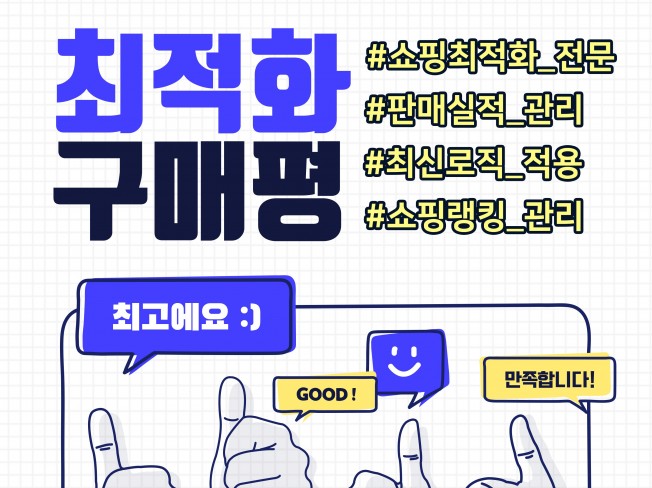 최적화
구매평
#쇼핑최적화_전문
#판매실적_관리
#최신로직_적용
#쇼핑랭킹_관리
최고에요 :)
GOOD !
만족합니다!